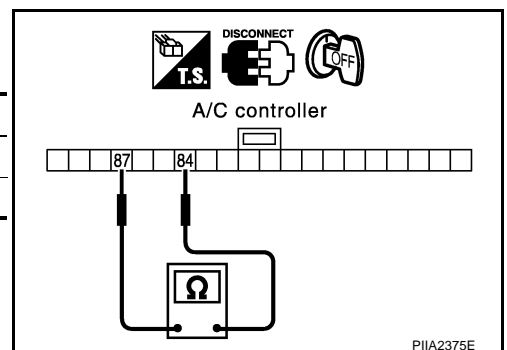 DISCONNECT
T.S.
OFF
A/C controller
87 84
Ω
PIIA2375E